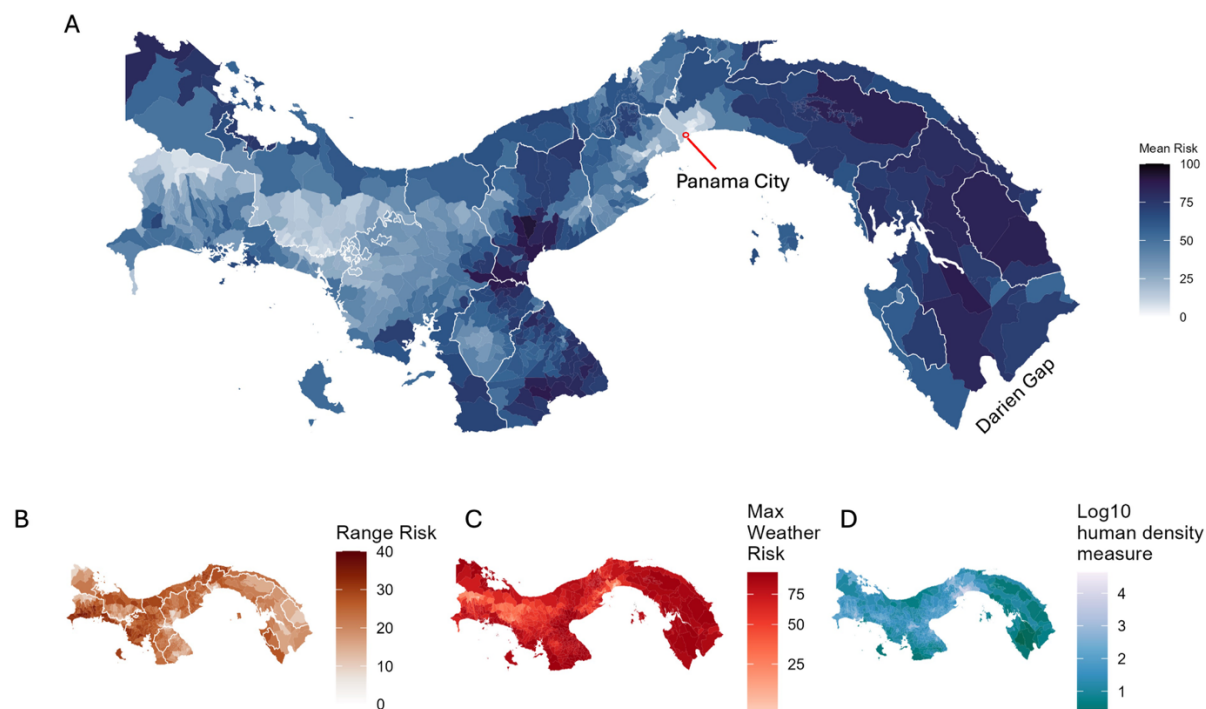 A
Panama City
Darien Gap
Mean Risk
100
75
50
25
0
B
Range Risk
40
30
20
10
0
C
Max
Weather
Risk
75
50
25
D
Log10
human density
measure
4
3
2
1